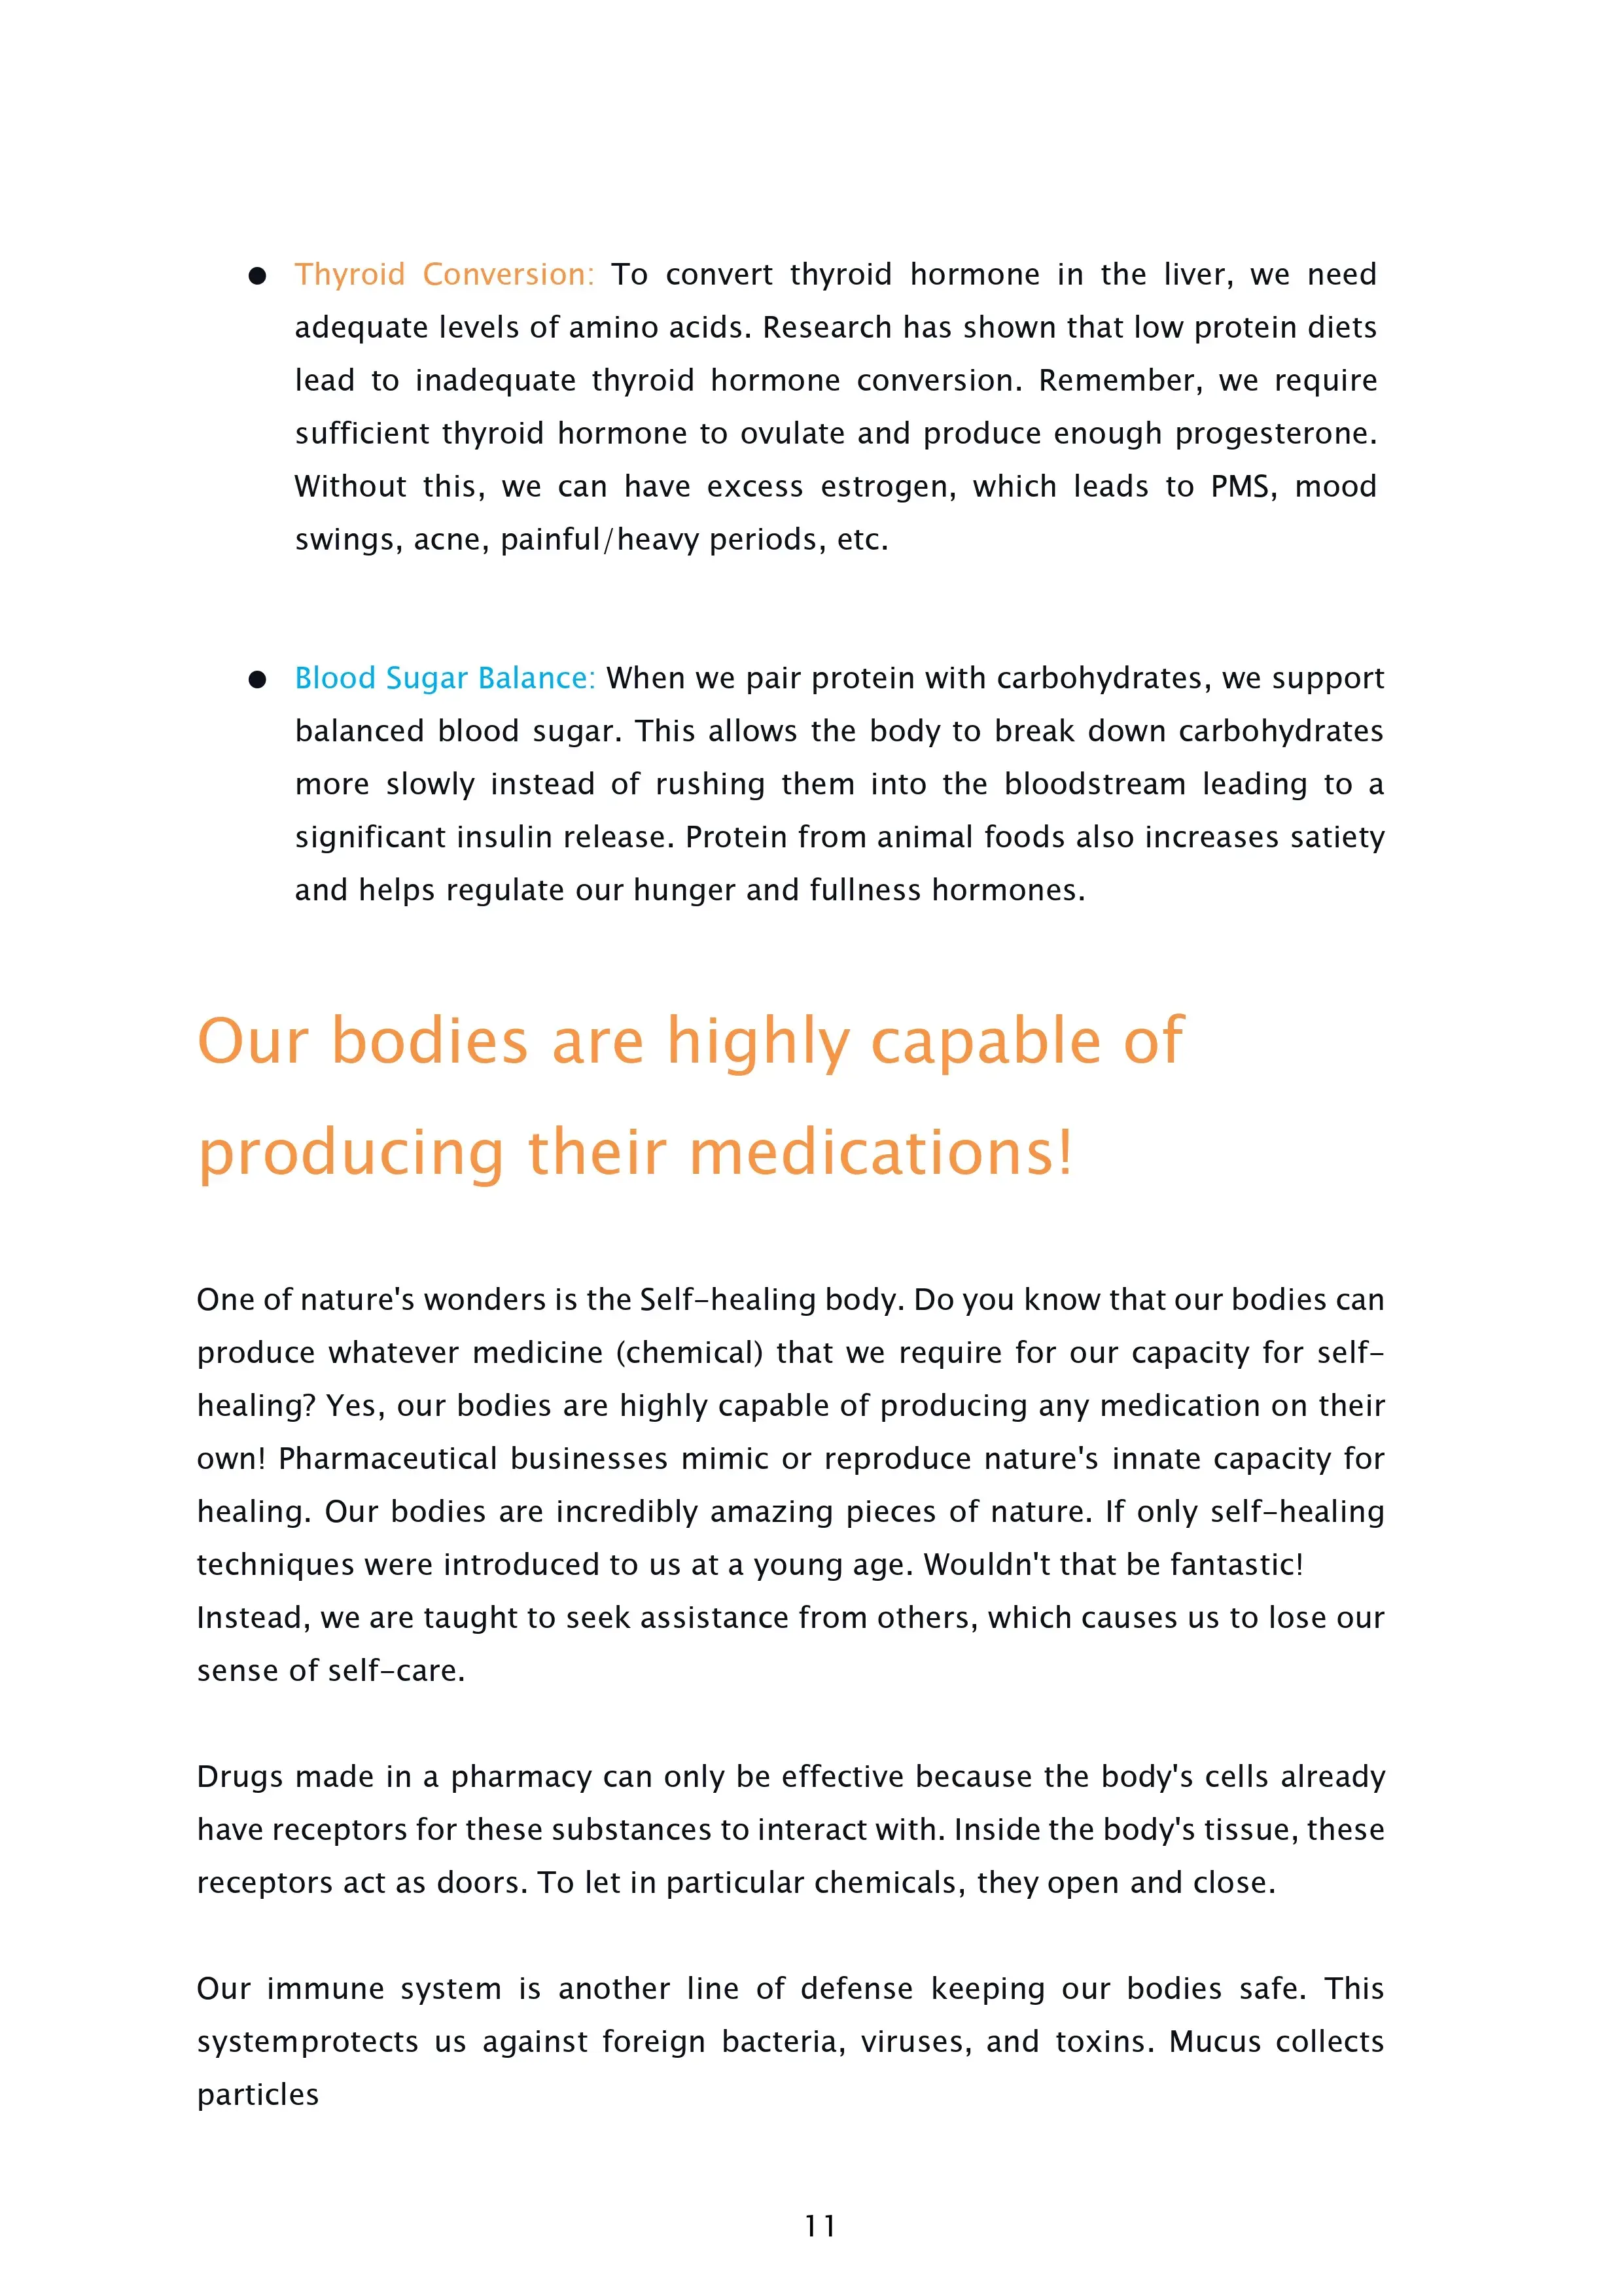 ● Thyroid Conversion: To convert thyroid hormone in the liver, we need
adequate levels of amino acids. Research has shown that low protein diets
lead to inadequate thyroid hormone conversion. Remember, we require
sufficient thyroid hormone to ovulate and produce enough progesterone.
Without this, we can have excess estrogen, which leads to PMS, mood
swings, acne, painful/heavy periods, etc.
● Blood Sugar Balance: When we pair protein with carbohydrates, we support
balanced blood sugar. This allows the body to break down carbohydrates
more slowly instead of rushing them into the bloodstream leading to a
significant insulin release. Protein from animal foods also increases satiety
and helps regulate our hunger and fullness hormones.
Our bodies are highly capable of
producing their medications!
One of nature's wonders is the Self-healing body. Do you know that our bodies can
produce whatever medicine (chemical) that we require for our capacity for self-
healing? Yes, our bodies are highly capable of producing any medication on their
own! Pharmaceutical businesses mimic or reproduce nature's innate capacity for
healing. Our bodies are incredibly amazing pieces of nature. If only self-healing
techniques were introduced to us at a young age. Wouldn't that be fantastic!
Instead, we are taught to seek assistance from others, which causes us to lose our
sense of self-care.
Drugs made in a pharmacy can only be effective because the body's cells already
have receptors for these substances to interact with. Inside the body's tissue, these
receptors act as doors. To let in particular chemicals, they open and close.
Our immune system is another line of defense keeping our bodies safe. This
systemprotects us against foreign bacteria, viruses, and toxins. Mucus collects
particles
11